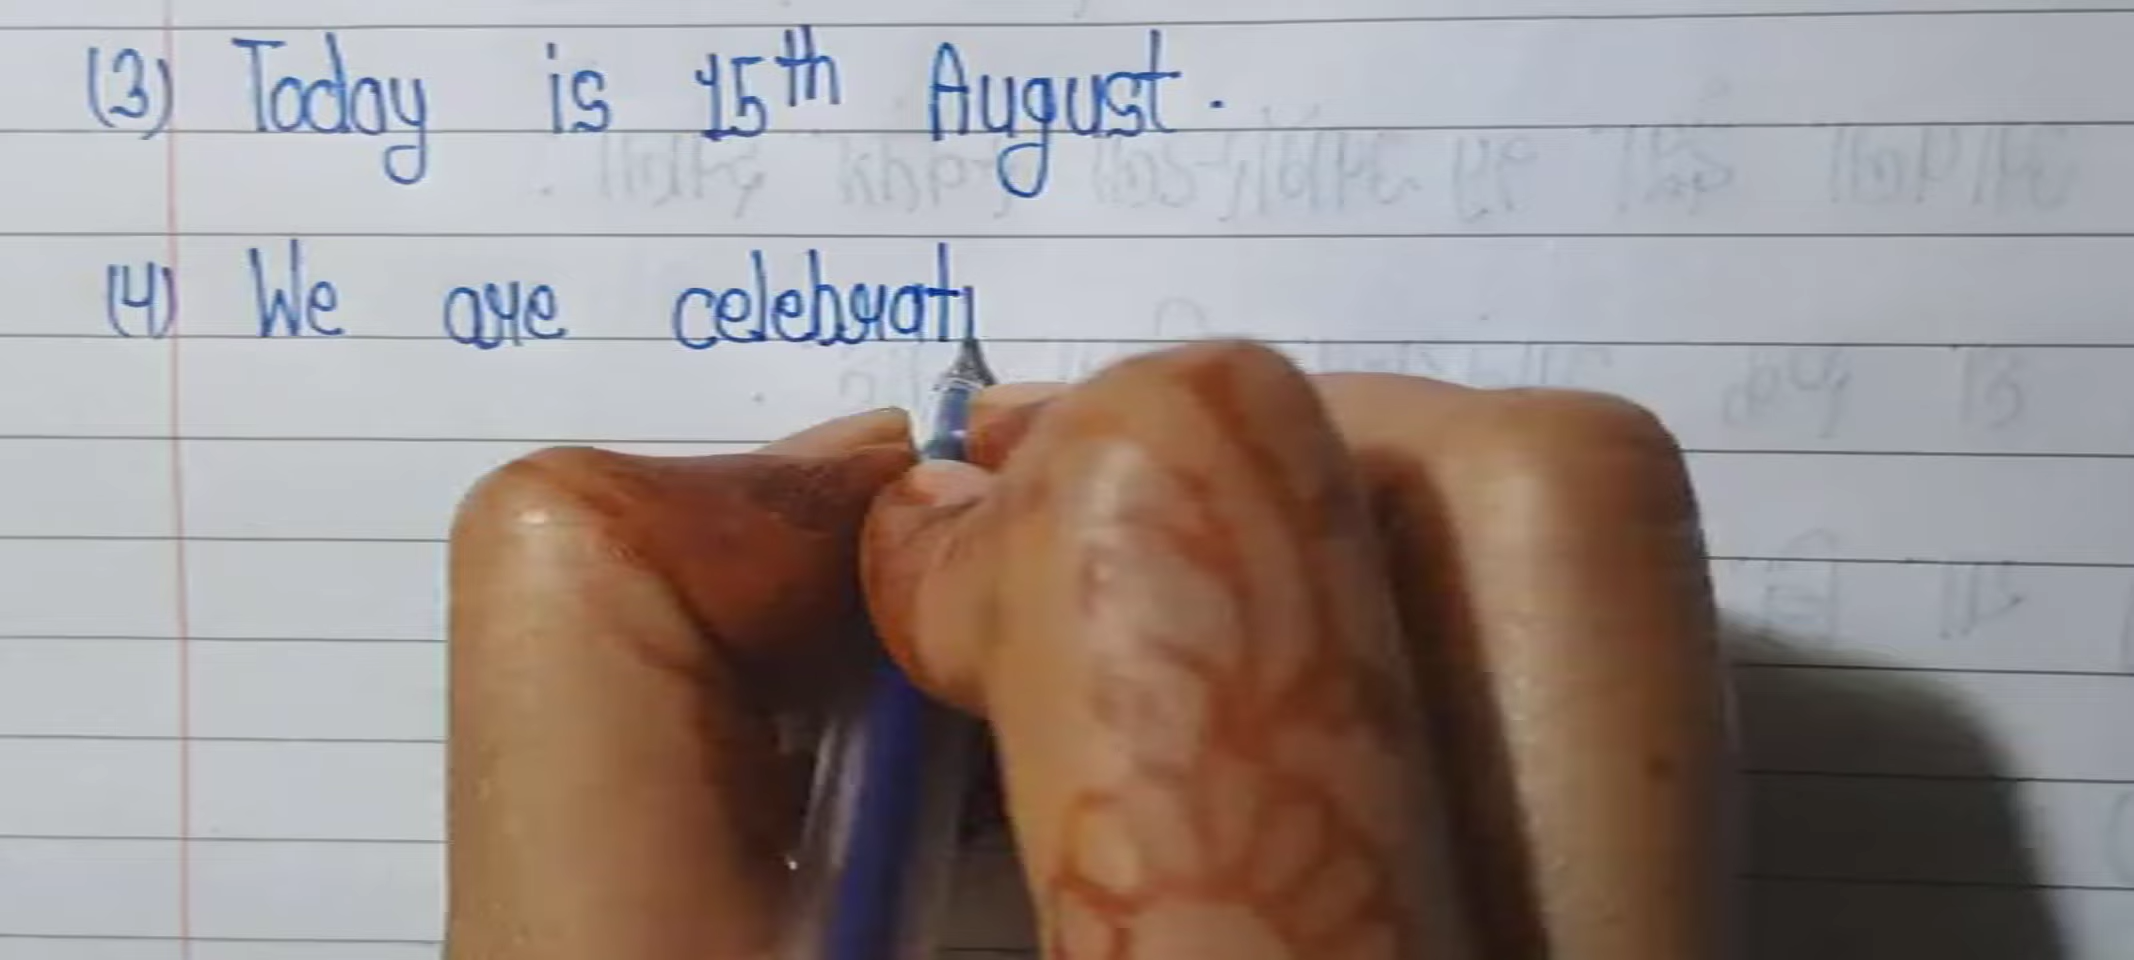 (3) Today is 15th August.
(4) We are celebrati